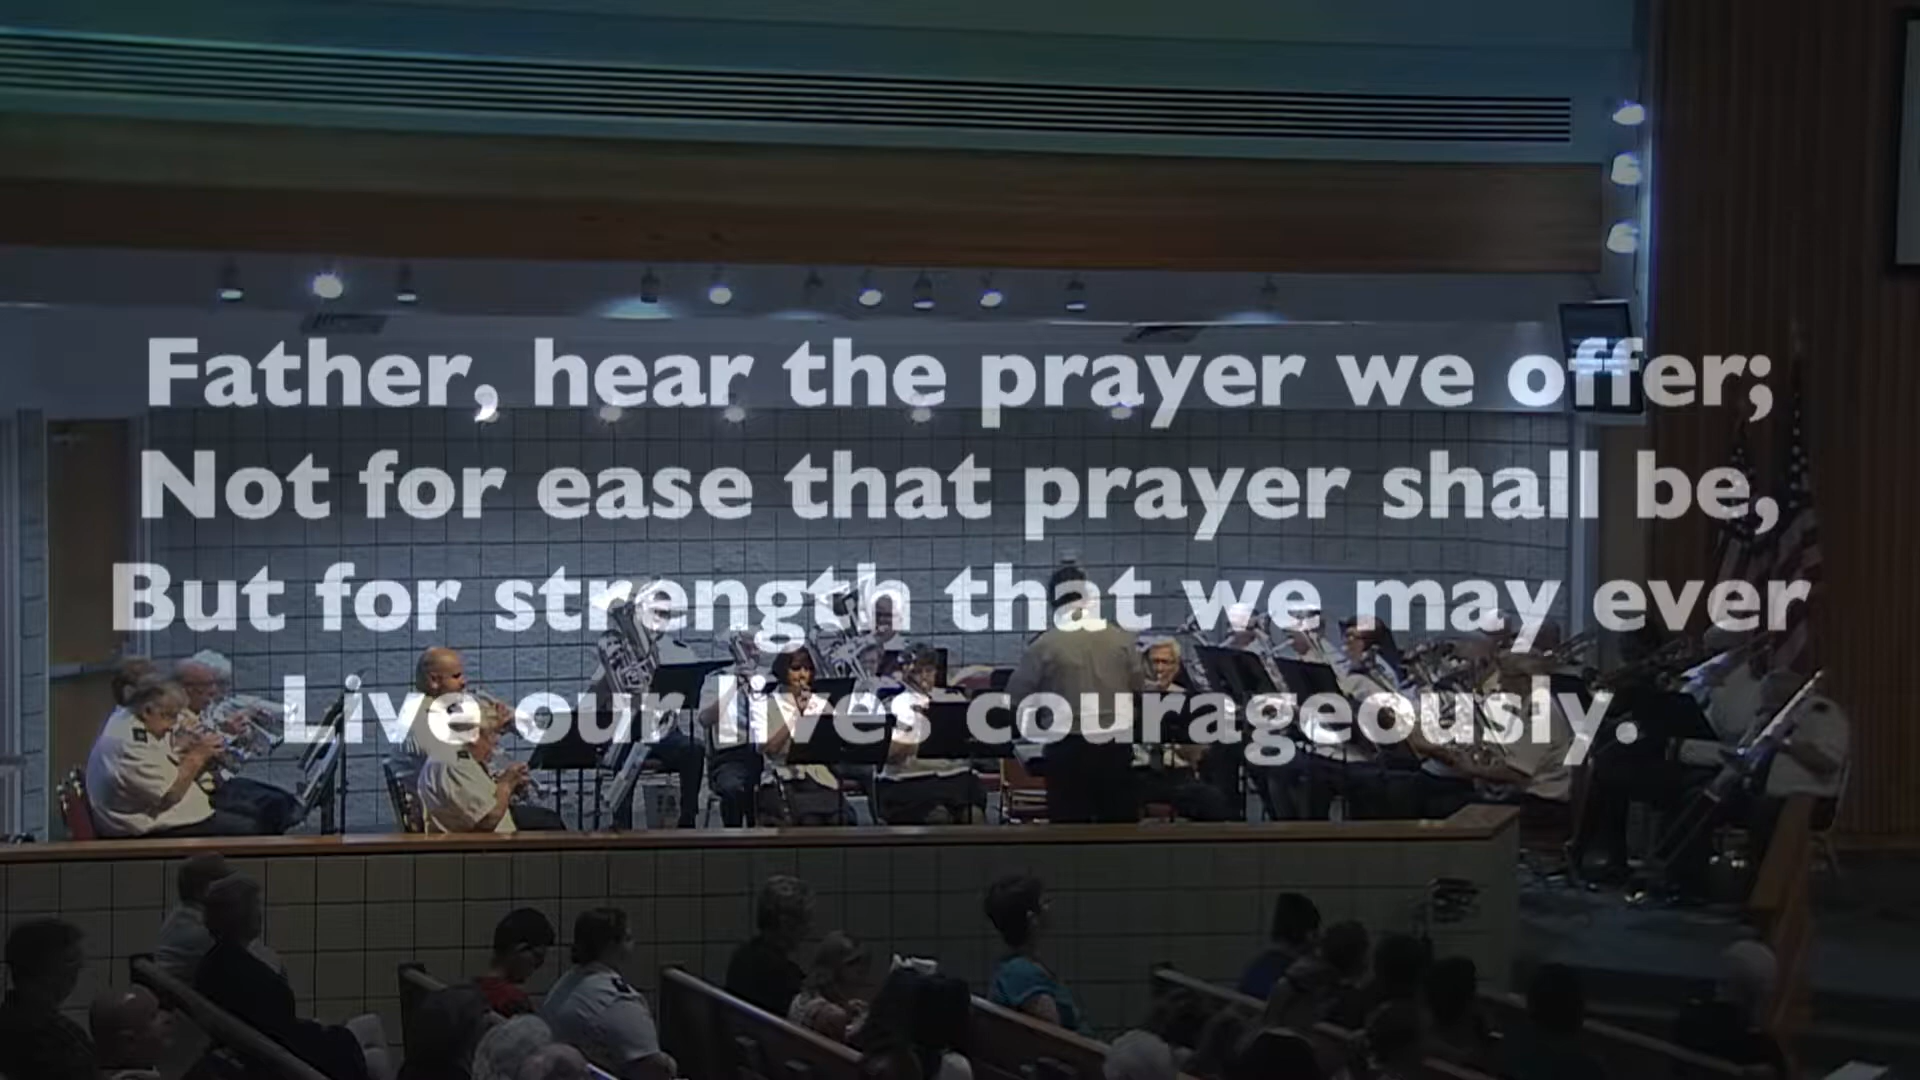 Father, hear the prayer we offer;
Not for ease that prayer shall be,
But for strength that we may ever
Live our lives courageously.